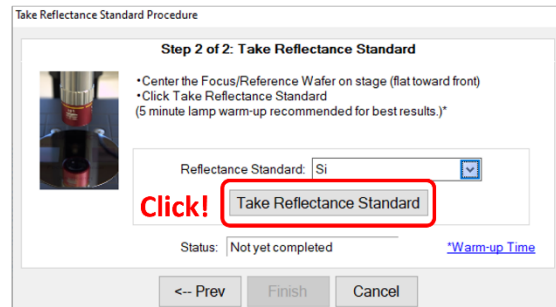 Take Reflectance Standard Procedure
Step 2 of 2: Take Reflectance Standard
•Center the Focus/Reference Wafer on stage (flat toward front)
•Click Take Reflectance Standard
(5 minute lamp warm-up recommended for best results.)*
Reflectance Standard: Si
Click! Take Reflectance Standard
Status: Not yet completed *Warm-up Time
<-- Prev Finish Cancel